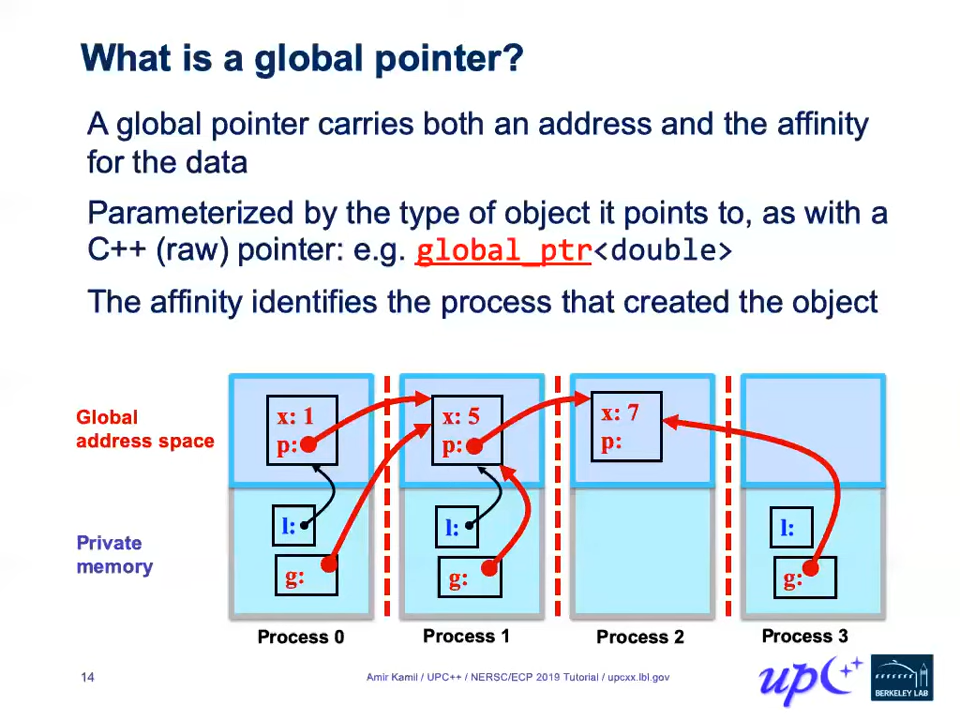 What is a global pointer?
A global pointer carries both an address and the affinity
for the data
Parameterized by the type of object it points to, as with a
C++ (raw) pointer: e.g. global_ptr<double>
The affinity identifies the process that created the object
Global
address space
x: 1
p:
x: 5
p:
x: 7
p:
Private
memory
l:
g:
l:
g:
l:
g:
Process 0
Process 1
Process 2
Process 3
14
Amir Kamil / UPC++ / NERSC/ECP 2019 Tutorial / upcxx.lbl.gov
upC++
BERKELEY LAB